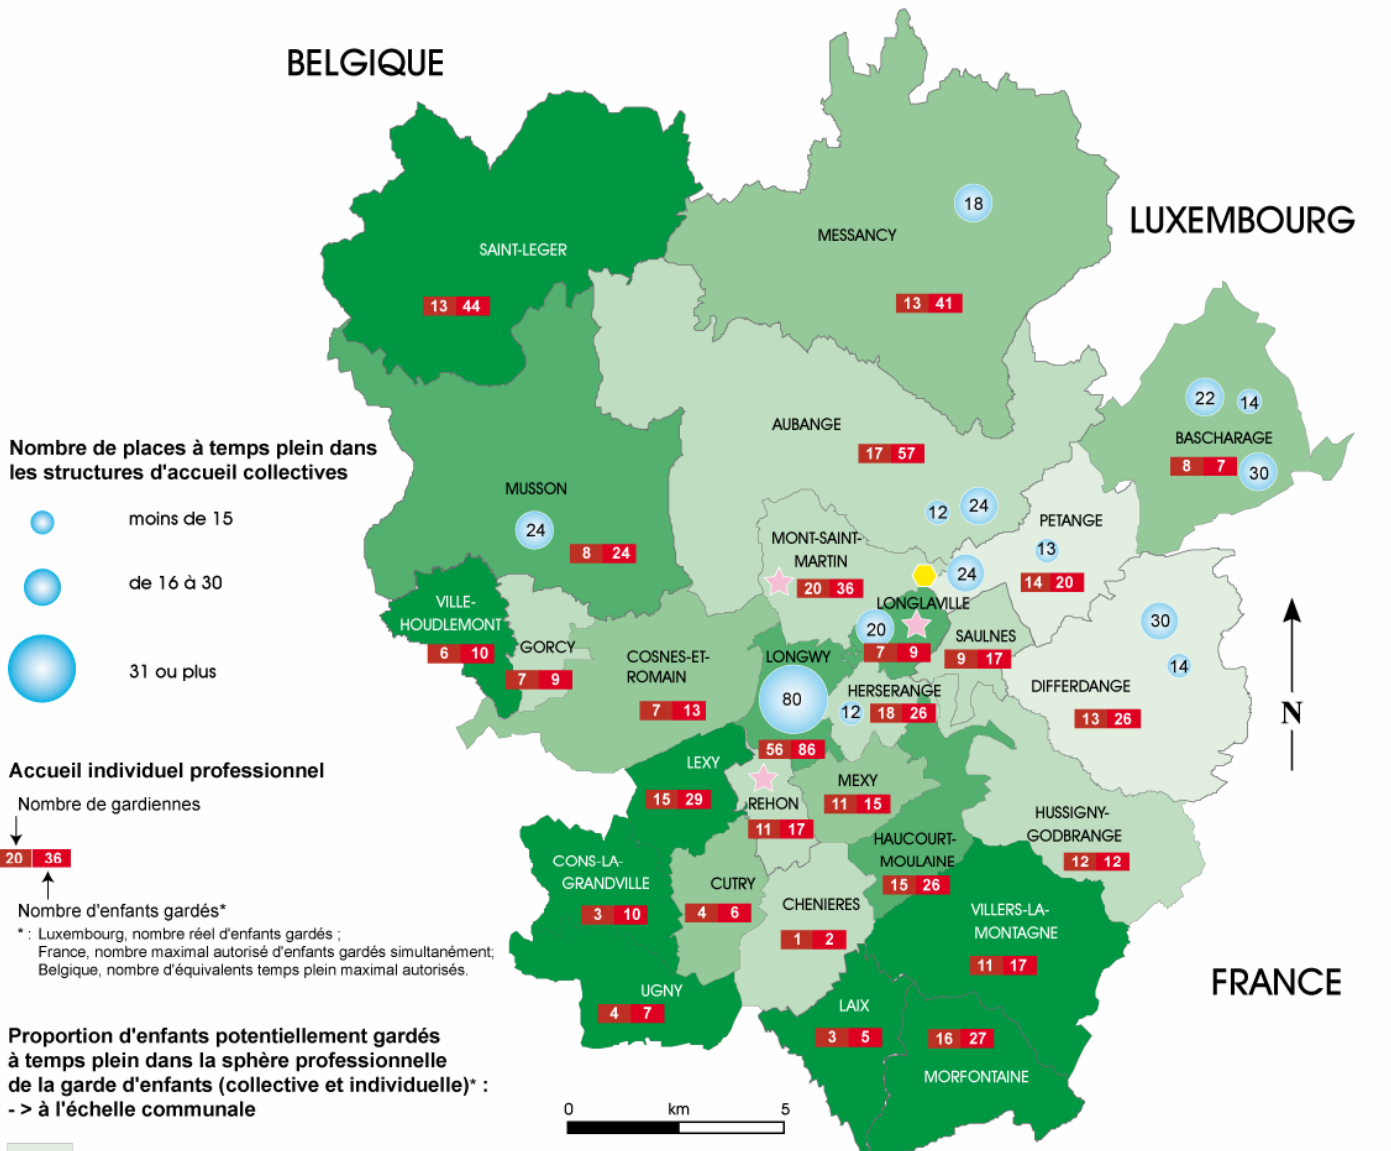 BELGIQUE
LUXEMBOURG
FRANCE
SAINT-LEGER
13 44
MESSANCY
18
13 41
AUBANGE
17 57
12
24
MUSSON
24
8 24
BASCHARAGE
22
14
8 7
30
PETANGE
13
14 20
24
MONT-SAINT-
MARTIN
20 36
LONGLAVILLE
20
7 9
SAULNES
9 17
DIFFERDANGE
30
14
13 26
VILLE-
HOUDLEMONT
6 10
GORCY
7 9
COSNES-ET-
ROMAIN
7 13
LONGWY
80
56 86
HERSERANGE
12
18 26
LEXY
15 29
REHON
11 17
MEXY
11 15
HUSSIGNY-
GODBRANGE
12 12
HAUCOURT-
MOULAINE
15 26
CONS-LA-
GRANDVILLE
3 10
CUTRY
4 6
CHENIERES
1 2
VILLERS-LA-
MONTAGNE
11 17
UGNY
4 7
LAIX
3 5
16 27
MORFONTAINE
N
0 km 5
Nombre de places à temps plein dans
les structures d'accueil collectives
moins de 15
de 16 à 30
31 ou plus
Accueil individuel professionnel
Nombre de gardiennes
20 36
Nombre d'enfants gardés*
* : Luxembourg, nombre réel d'enfants gardés ;
France, nombre maximal autorisé d'enfants gardés simultanément;
Belgique, nombre d'équivalents temps plein maximal autorisés.
Proportion d'enfants potentiellement gardés
à temps plein dans la sphère professionnelle
de la garde d'enfants (collective et individuelle)* :
- > à l'échelle communale